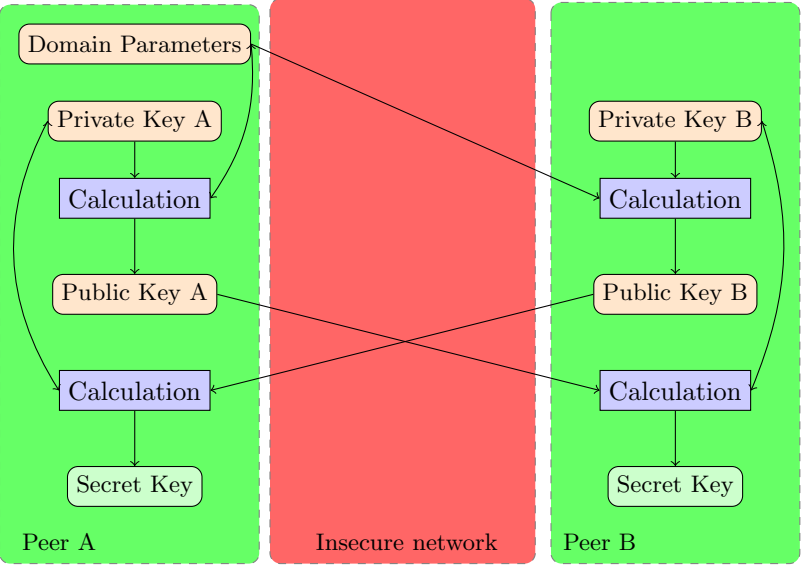 Domain Parameters
Private Key A
Private Key B
Calculation
Calculation
Public Key A
Public Key B
Calculation
Calculation
Secret Key
Secret Key
Peer A
Insecure network
Peer B